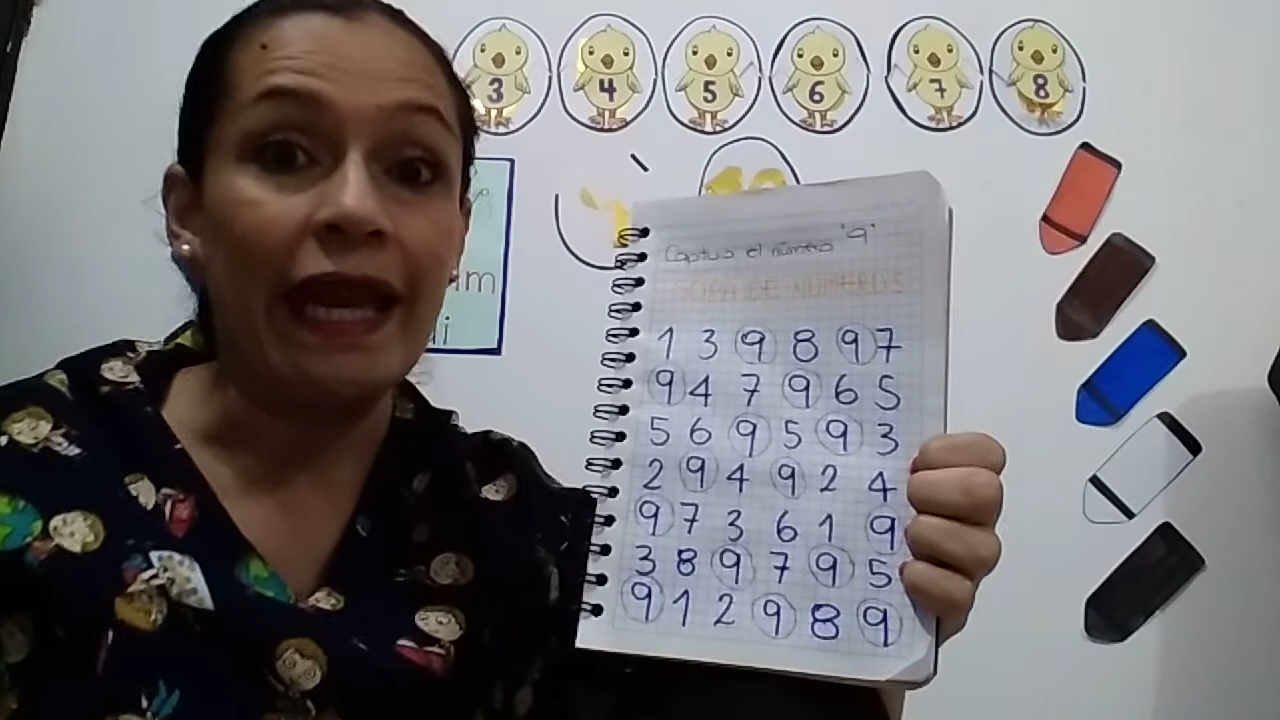 3 4 5 6 7 8
10
m
i
Captura el número "9"
SOPA DE NUMEROS
1 3 9 8 9 7
9 4 7 9 6 5
5 6 9 5 9 3
2 9 4 9 2 4
9 7 3 6 1 9
3 8 9 7 9 5
9 1 2 9 8 9